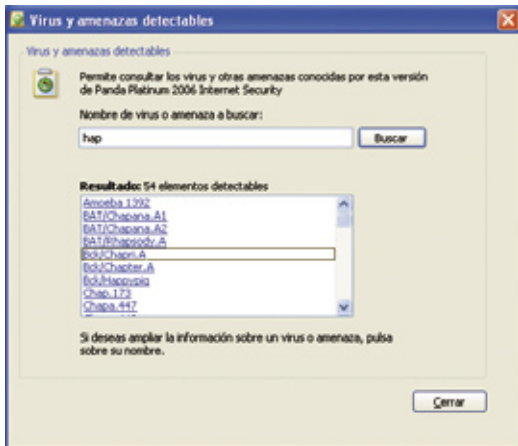 Virus y amenazas detectables
Virus y amenazas detectables
Permite consultar los virus y otras amenazas conocidas por esta versión
de Panda Platinum 2006 Internet Security
Nombre de virus o amenaza a buscar:
hap
Buscar
Resultado: 54 elementos detectables
Amoeba 1392
BAT/Chapana.A1
BAT/Chapana.A2
BAT/Rhapsody.A
Bck/Chapri.A
Bck/Chapter.A
Bck/Happypig
Chap.173
Chapa.447
Si deseas ampliar la información sobre un virus o amenaza, pulsa
sobre su nombre.
Cerrar